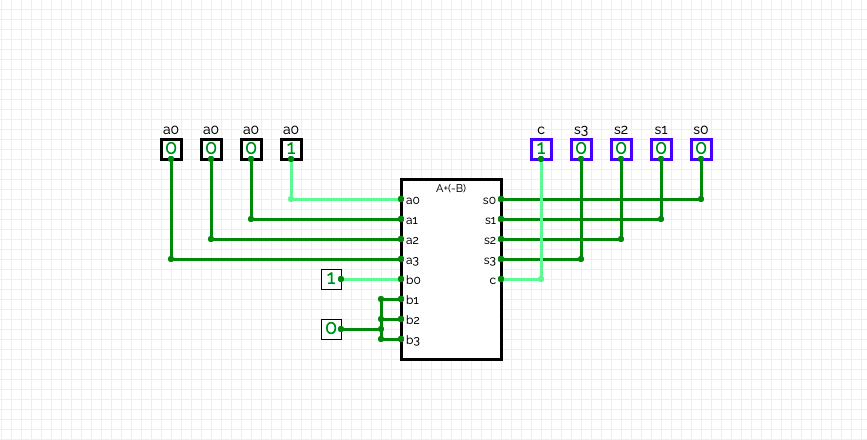 a0 a0 a0 a0 c s3 s2 s1 s0
0 0 0 1 1 0 0 0 0
A+(-B)
a0 s0
a1 s1
a2 s2
a3 s3
1 b0 c
b1
0 b2
b3